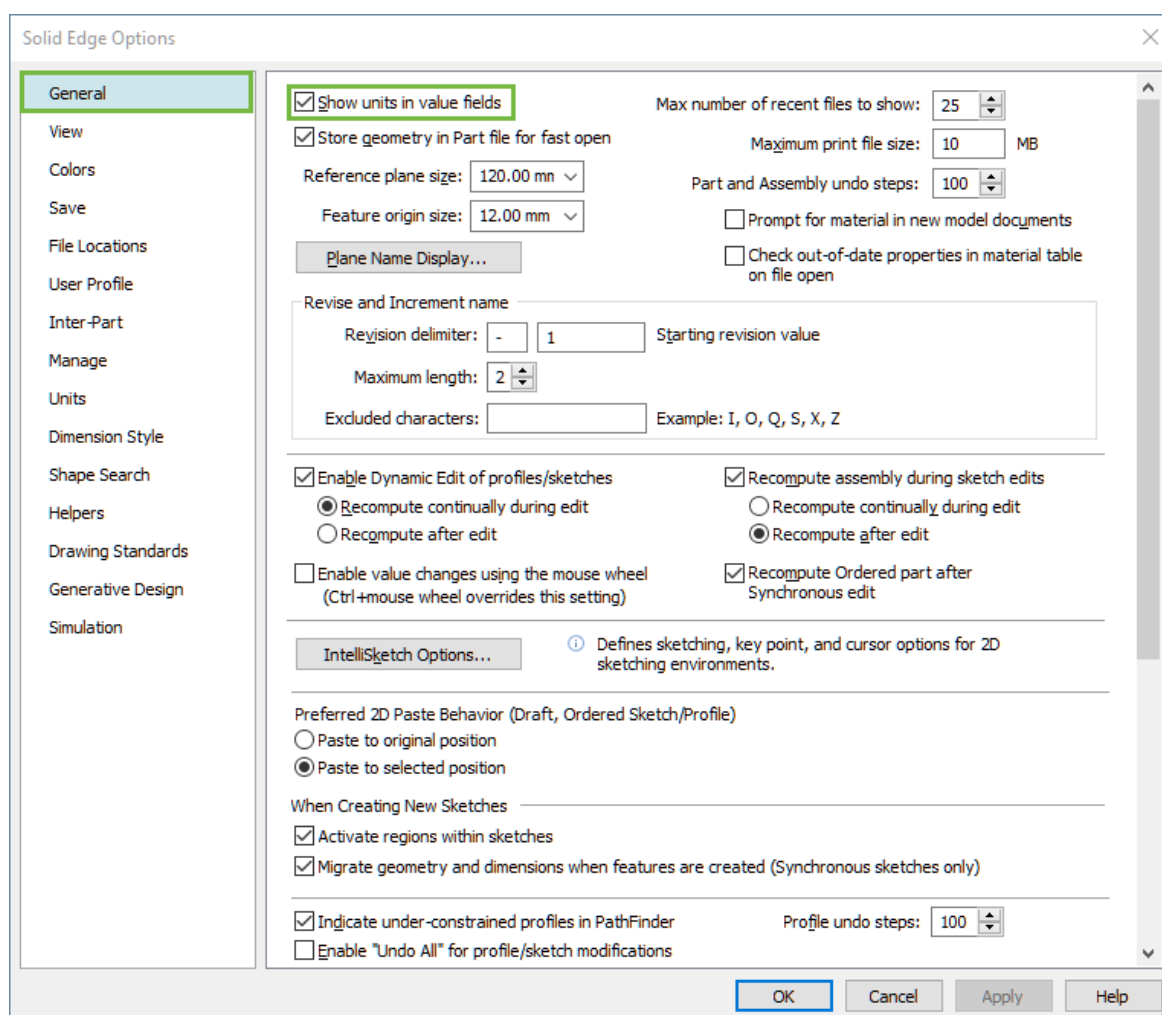 Solid Edge Options
General
View
Colors
Save
File Locations
User Profile
Inter-Part
Manage
Units
Dimension Style
Shape Search
Helpers
Drawing Standards
Generative Design
Simulation
Show units in value fields
Store geometry in Part file for fast open
Reference plane size: 120.00 mm
Feature origin size: 12.00 mm
Plane Name Display...
Max number of recent files to show: 25
Maximum print file size: 10 MB
Part and Assembly undo steps: 100
Prompt for material in new model documents
Check out-of-date properties in material table
on file open
Revise and Increment name
Revision delimiter: - 1 Starting revision value
Maximum length: 2
Excluded characters: Example: I, O, Q, S, X, Z
Enable Dynamic Edit of profiles/sketches
Recompute continually during edit
Recompute after edit
Enable value changes using the mouse wheel
(Ctrl+mouse wheel overrides this setting)
Recompute assembly during sketch edits
Recompute continually during edit
Recompute after edit
Recompute Ordered part after
Synchronous edit
IntelliSketch Options...
Defines sketching, key point, and cursor options for 2D
sketching environments.
Preferred 2D Paste Behavior (Draft, Ordered Sketch/Profile)
Paste to original position
Paste to selected position
When Creating New Sketches
Activate regions within sketches
Migrate geometry and dimensions when features are created (Synchronous sketches only)
Indicate under-constrained profiles in PathFinder
Profile undo steps: 100
Enable "Undo All" for profile/sketch modifications
OK Cancel Apply Help